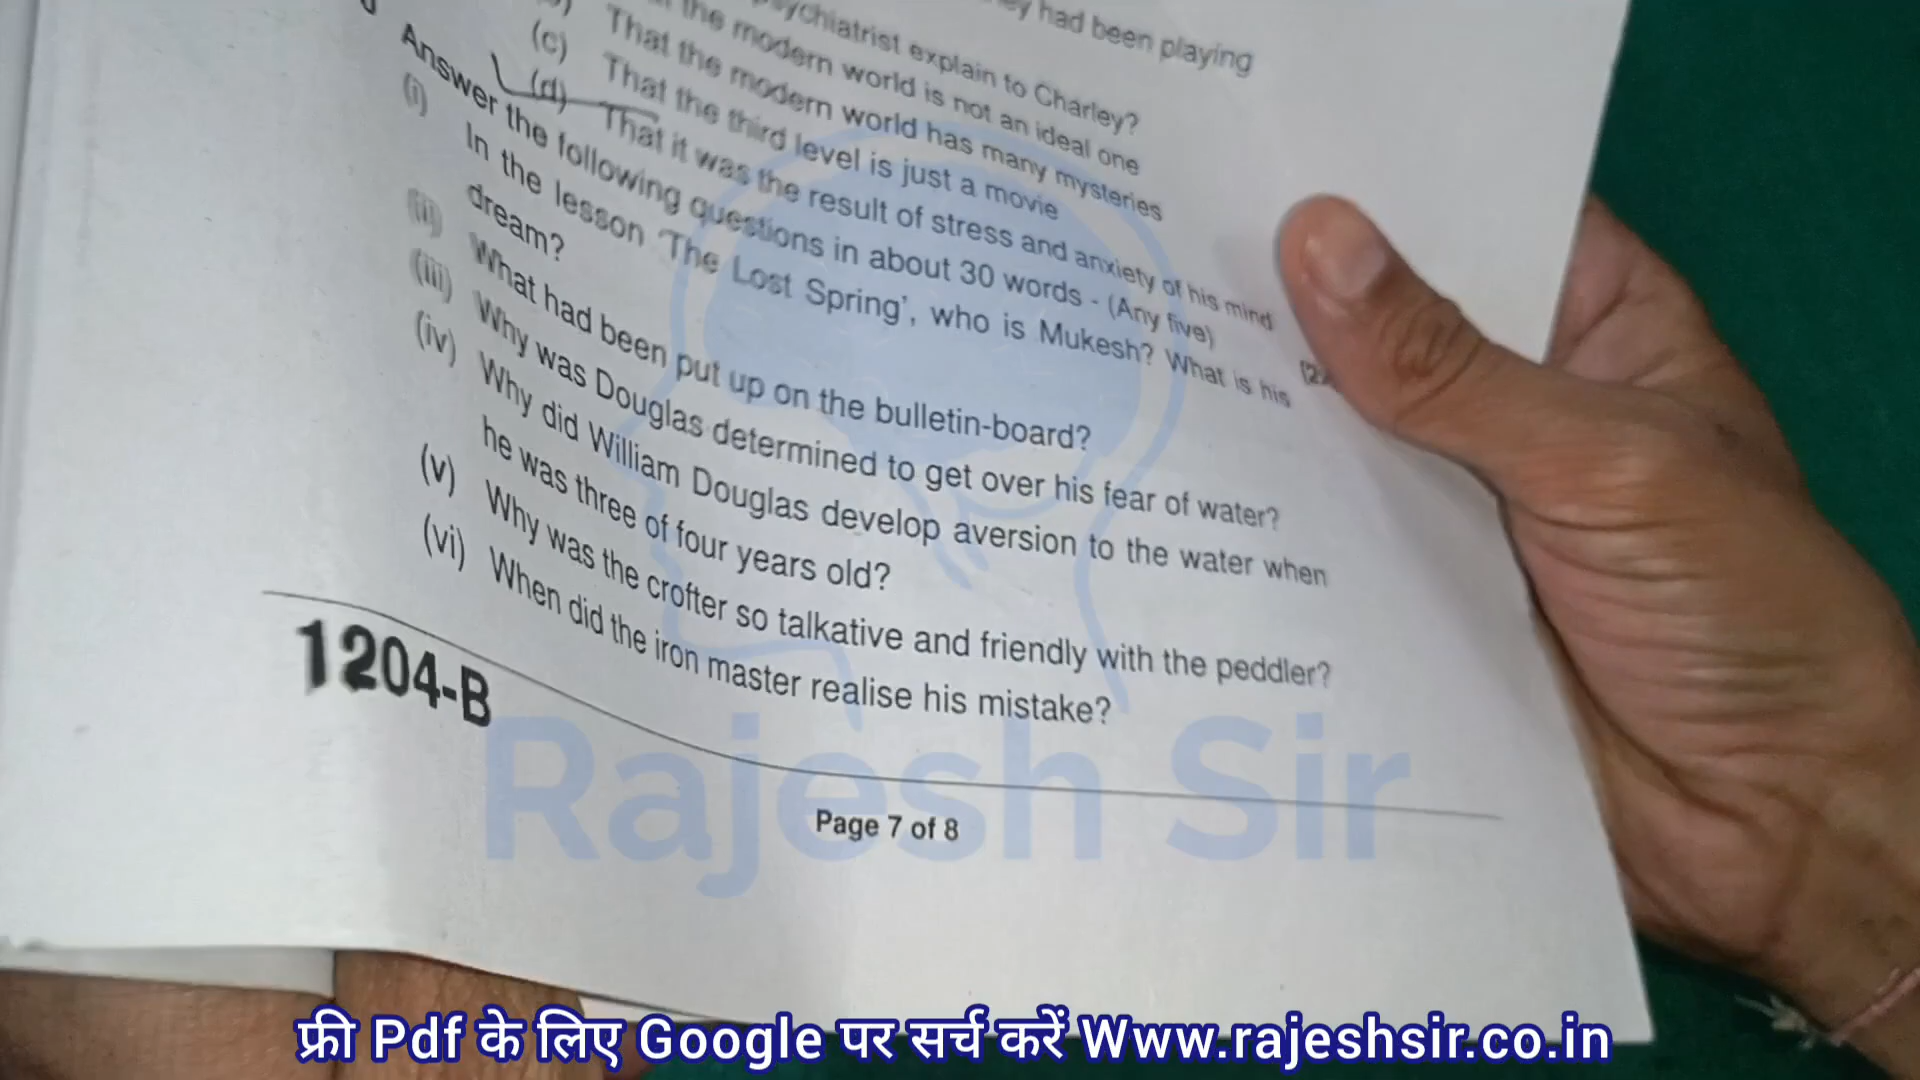 ey had been playing
psychiatrist explain to Charley?
the modern world is not an ideal one
That the modern world has many mysteries
(c) That the third level is just a movie
(d) That it was the result of stress and anxiety of his mind
Answer the following questions in about 30 words - (Any five)
(i) In the lesson 'The Lost Spring', who is Mukesh? What is his
dream?
(ii) What had been put up on the bulletin-board?
(iii) Why was Douglas determined to get over his fear of water?
(iv) Why did William Douglas develop aversion to the water when
he was three of four years old?
(v) Why was the crofter so talkative and friendly with the peddler?
(vi) When did the iron master realise his mistake?
1204-B
Rajesh Sir
Page 7 of 8
फ्री Pdf के लिए Google पर सर्च करें Www.rajeshsir.co.in